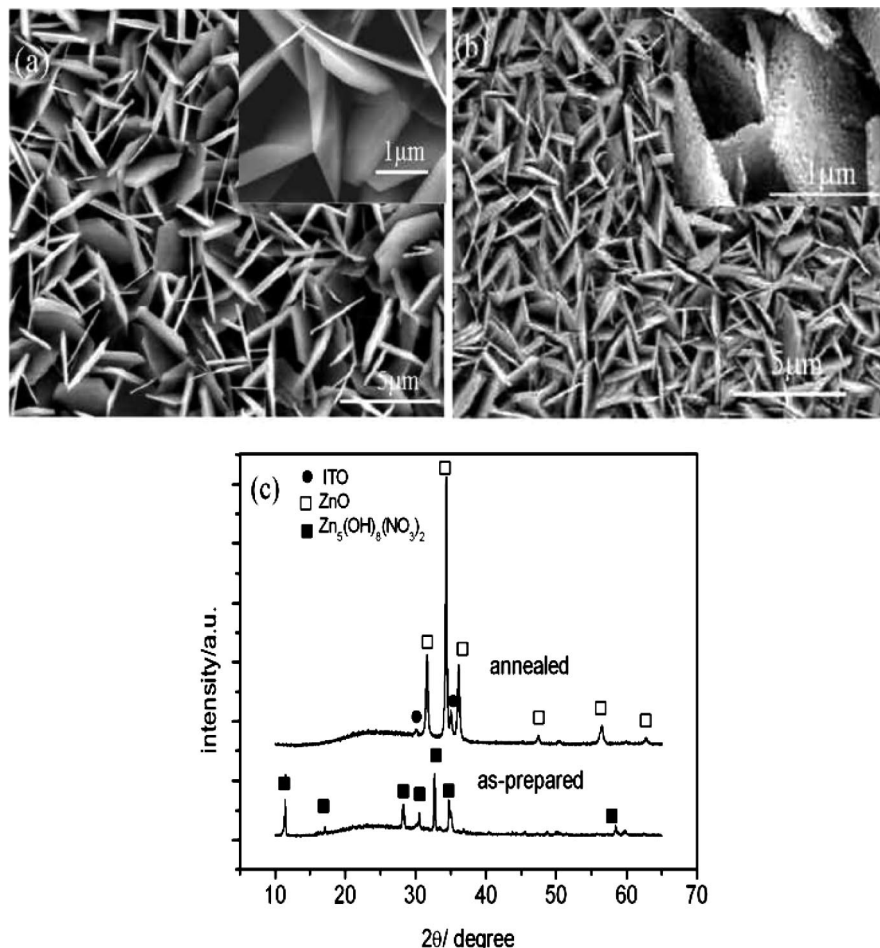 (a)
1μm
5μm
(b)
1μm
5μm
(c)
ITO
ZnO
Zn₅(OH)₈(NO₃)₂
annealed
as-prepared
intensity/a.u.
10 20 30 40 50 60 70
2θ/ degree